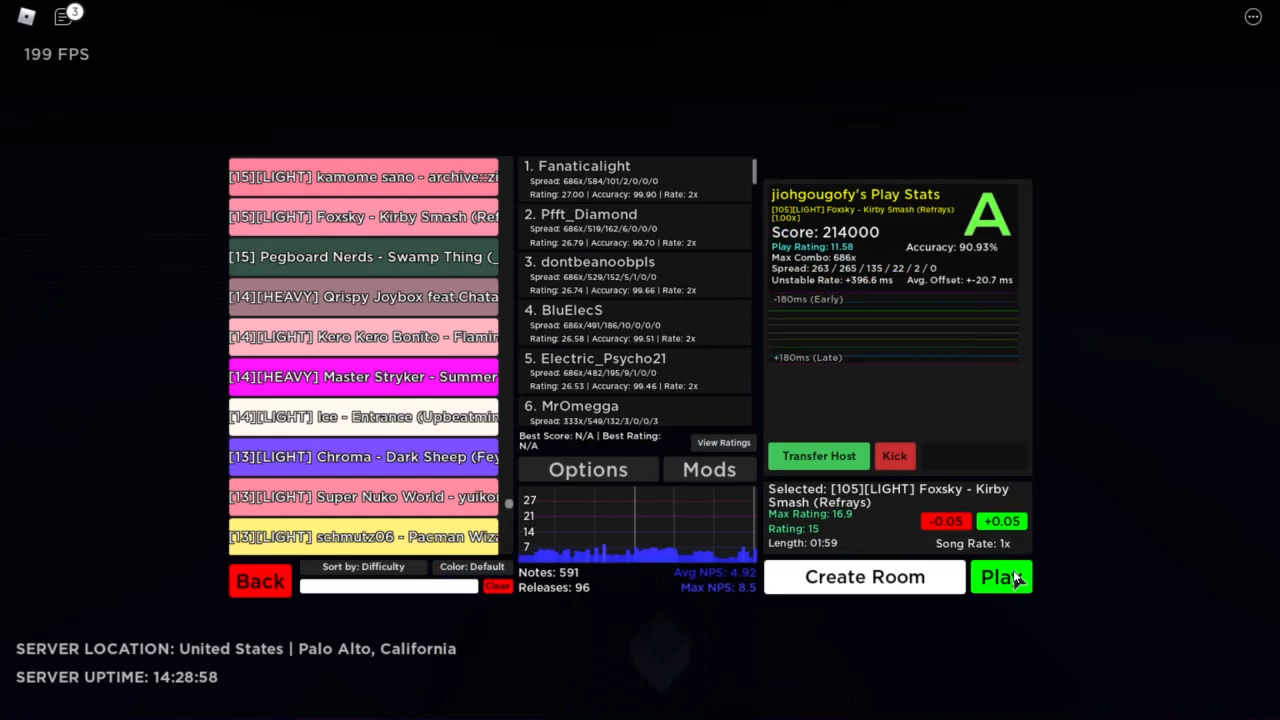 3
199 FPS
[15][LIGHT] kamome sano - archive::zi
[15][LIGHT] Foxsky - Kirby Smash (Ref
[15] Pegboard Nerds - Swamp Thing (_
[14][HEAVY] Qrispy Joybox feat.Chata
[14][LIGHT] Kero Kero Bonito - Flamin
[14][HEAVY] Master Stryker - Summer
[14][LIGHT] Ice - Entrance (Upbeatmin
[13][LIGHT] Chroma - Dark Sheep (Fey
[13][LIGHT] Super Nuko World - yuikon
[13][LIGHT] schmutz06 - Pacman Wiza
Back
Sort by: Difficulty
Color: Default
Clear
1. Fanaticalight
Spread: 686x/584/101/2/0/0/0
Rating: 27.00 | Accuracy: 99.90 | Rate: 2x
2. Pfft_Diamond
Spread: 686x/519/162/6/0/0/0
Rating: 26.79 | Accuracy: 99.70 | Rate: 2x
3. dontbeanoobpls
Spread: 686x/529/152/5/1/0/0
Rating: 26.74 | Accuracy: 99.66 | Rate: 2x
4. BluElecS
Spread: 686x/491/186/10/0/0/0
Rating: 26.58 | Accuracy: 99.51 | Rate: 2x
5. Electric_Psycho21
Spread: 686x/482/195/9/1/0/0
Rating: 26.53 | Accuracy: 99.46 | Rate: 2x
6. MrOmegga
Spread: 333x/549/132/3/0/0/3
Best Score: N/A | Best Rating:
N/A
View Ratings
Options
Mods
27
21
14
7
Notes: 591
Avg NPS: 4.92
Releases: 96
Max NPS: 8.5
jiohgougofy's Play Stats
[105][LIGHT] Foxsky - Kirby Smash (Refrays)
[1.00x]
A
Score: 214000
Play Rating: 11.58
Accuracy: 90.93%
Max Combo: 686x
Spread: 263 / 265 / 135 / 22 / 2 / 0
Unstable Rate: +396.6 ms
Avg. Offset: +-20.7 ms
-180ms (Early)
+180ms (Late)
Transfer Host
Kick
Selected: [105][LIGHT] Foxsky - Kirby
Smash (Refrays)
Max Rating: 16.9
Rating: 15
-0.05
+0.05
Length: 01:59
Song Rate: 1x
Create Room
Play
SERVER LOCATION: United States | Palo Alto, California
SERVER UPTIME: 14:28:58